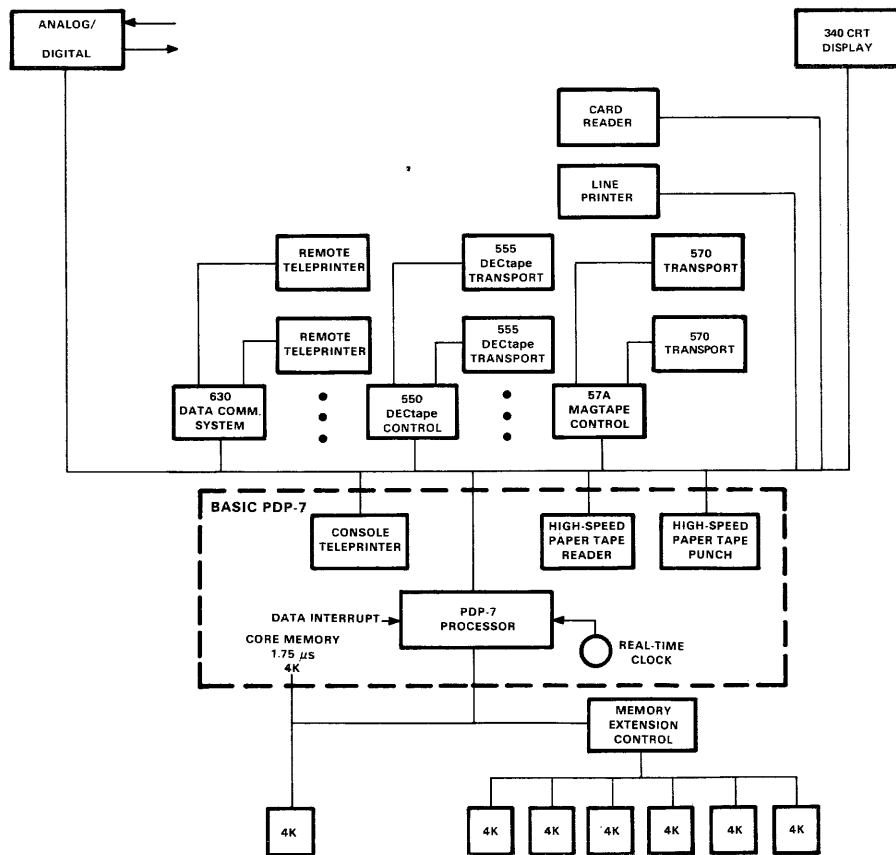 ANALOG/
DIGITAL
340 CRT
DISPLAY
CARD
READER
LINE
PRINTER
REMOTE
TELEPRINTER
555
DECtape
TRANSPORT
570
TRANSPORT
REMOTE
TELEPRINTER
555
DECtape
TRANSPORT
570
TRANSPORT
630
DATA COMM.
SYSTEM
550
DECtape
CONTROL
57A
MAGTAPE
CONTROL
BASIC PDP-7
CONSOLE
TELEPRINTER
HIGH-SPEED
PAPER TAPE
READER
HIGH-SPEED
PAPER TAPE
PUNCH
DATA INTERRUPT
PDP-7
PROCESSOR
CORE MEMORY
1.75 μs
4K
REAL-TIME
CLOCK
MEMORY
EXTENSION
CONTROL
4K
4K
4K
4K
4K
4K
4K